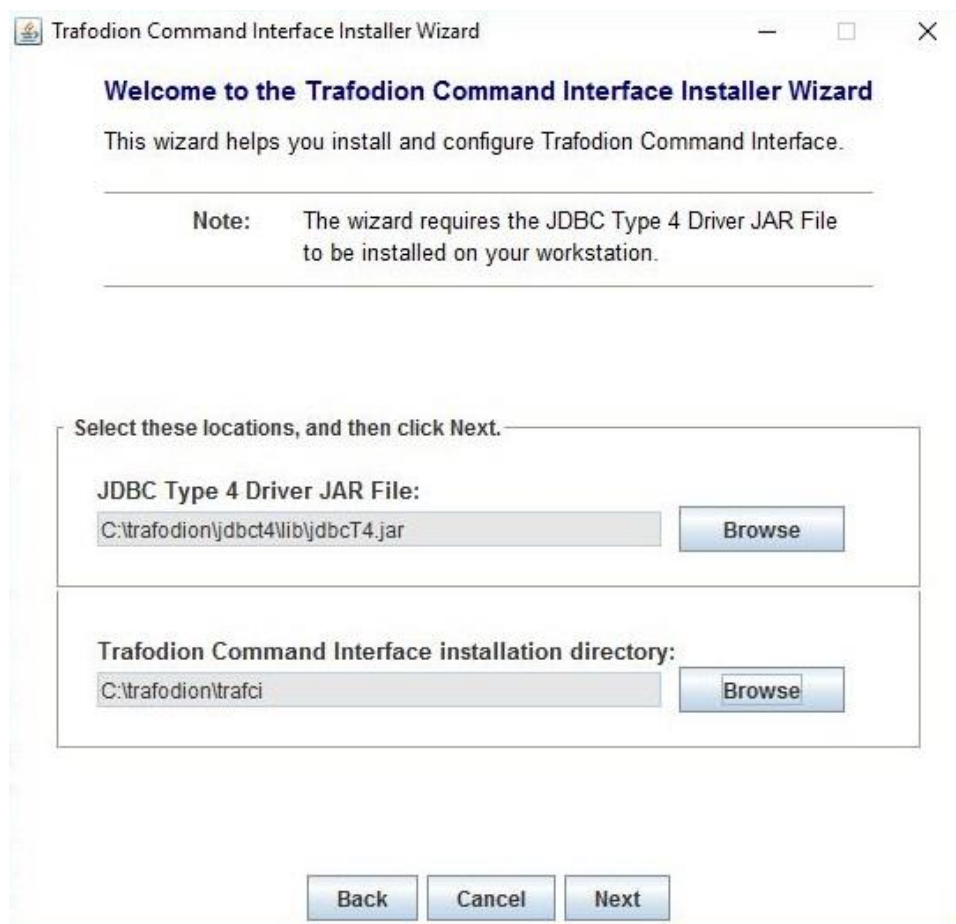 Trafodion Command Interface Installer Wizard
Welcome to the Trafodion Command Interface Installer Wizard
This wizard helps you install and configure Trafodion Command Interface.
Note: The wizard requires the JDBC Type 4 Driver JAR File
to be installed on your workstation.
Select these locations, and then click Next.
JDBC Type 4 Driver JAR File:
C:\trafodion\jdbct4\lib\jdbcT4.jar Browse
Trafodion Command Interface installation directory:
C:\trafodion\trafci Browse
Back Cancel Next